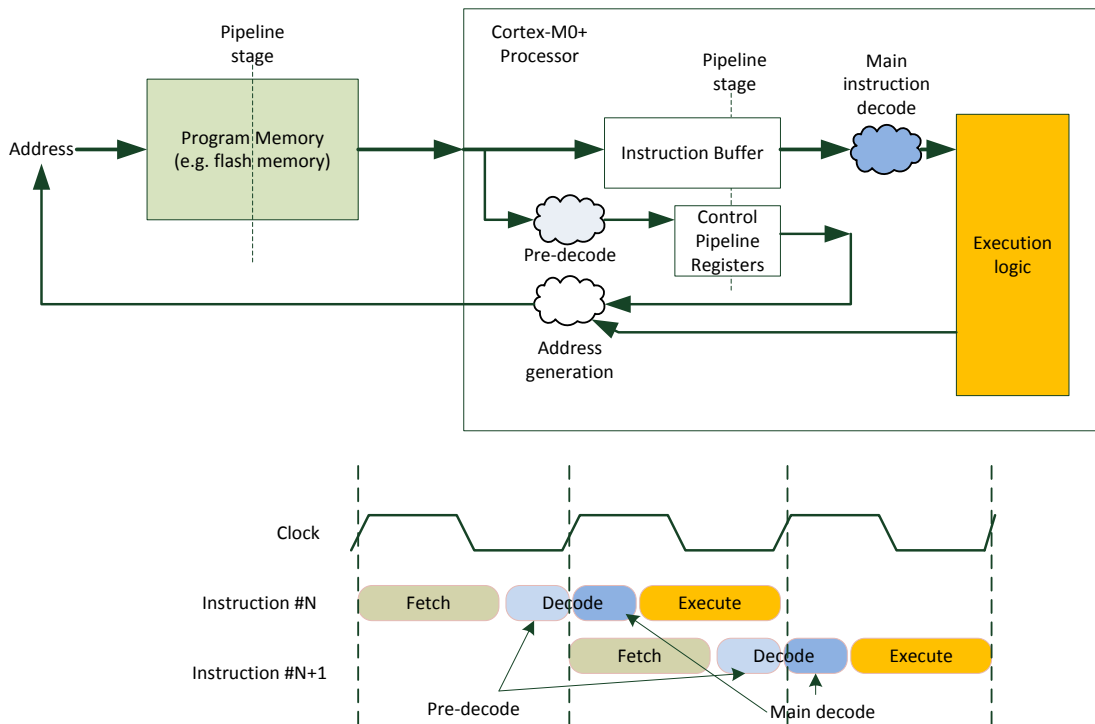 Pipeline
stage
Cortex-M0+
Processor
Pipeline
stage
Main
instruction
decode
Address
Program Memory
(e.g. flash memory)
Instruction Buffer
Pre-decode
Control
Pipeline
Registers
Execution
logic
Address
generation
Clock
Instruction #N
Fetch
Decode
Execute
Instruction #N+1
Fetch
Decode
Execute
Pre-decode
Main decode